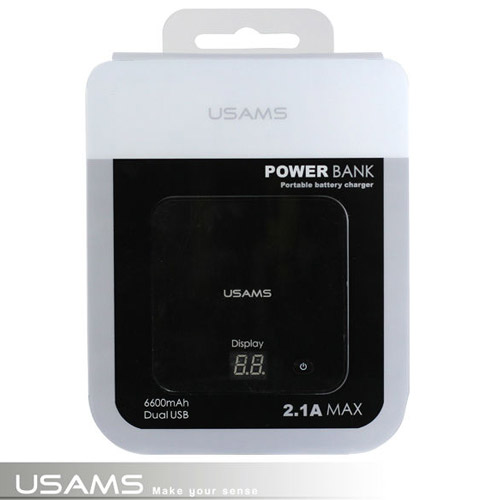 USAMS
POWER BANK
Portable battery charger
USAMS
Display
8.8.
6600mAh
Dual USB
2.1A MAX
USAMS Make your sense